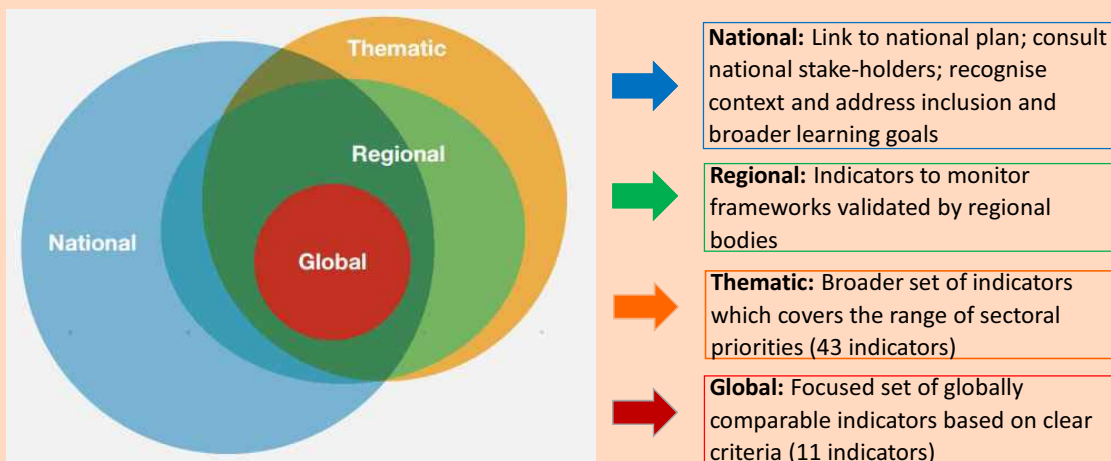 Thematic
Regional
National
Global
National: Link to national plan; consult
national stake-holders; recognise
context and address inclusion and
broader learning goals
Regional: Indicators to monitor
frameworks validated by regional
bodies
Thematic: Broader set of indicators
which covers the range of sectoral
priorities (43 indicators)
Global: Focused set of globally
comparable indicators based on clear
criteria (11 indicators)